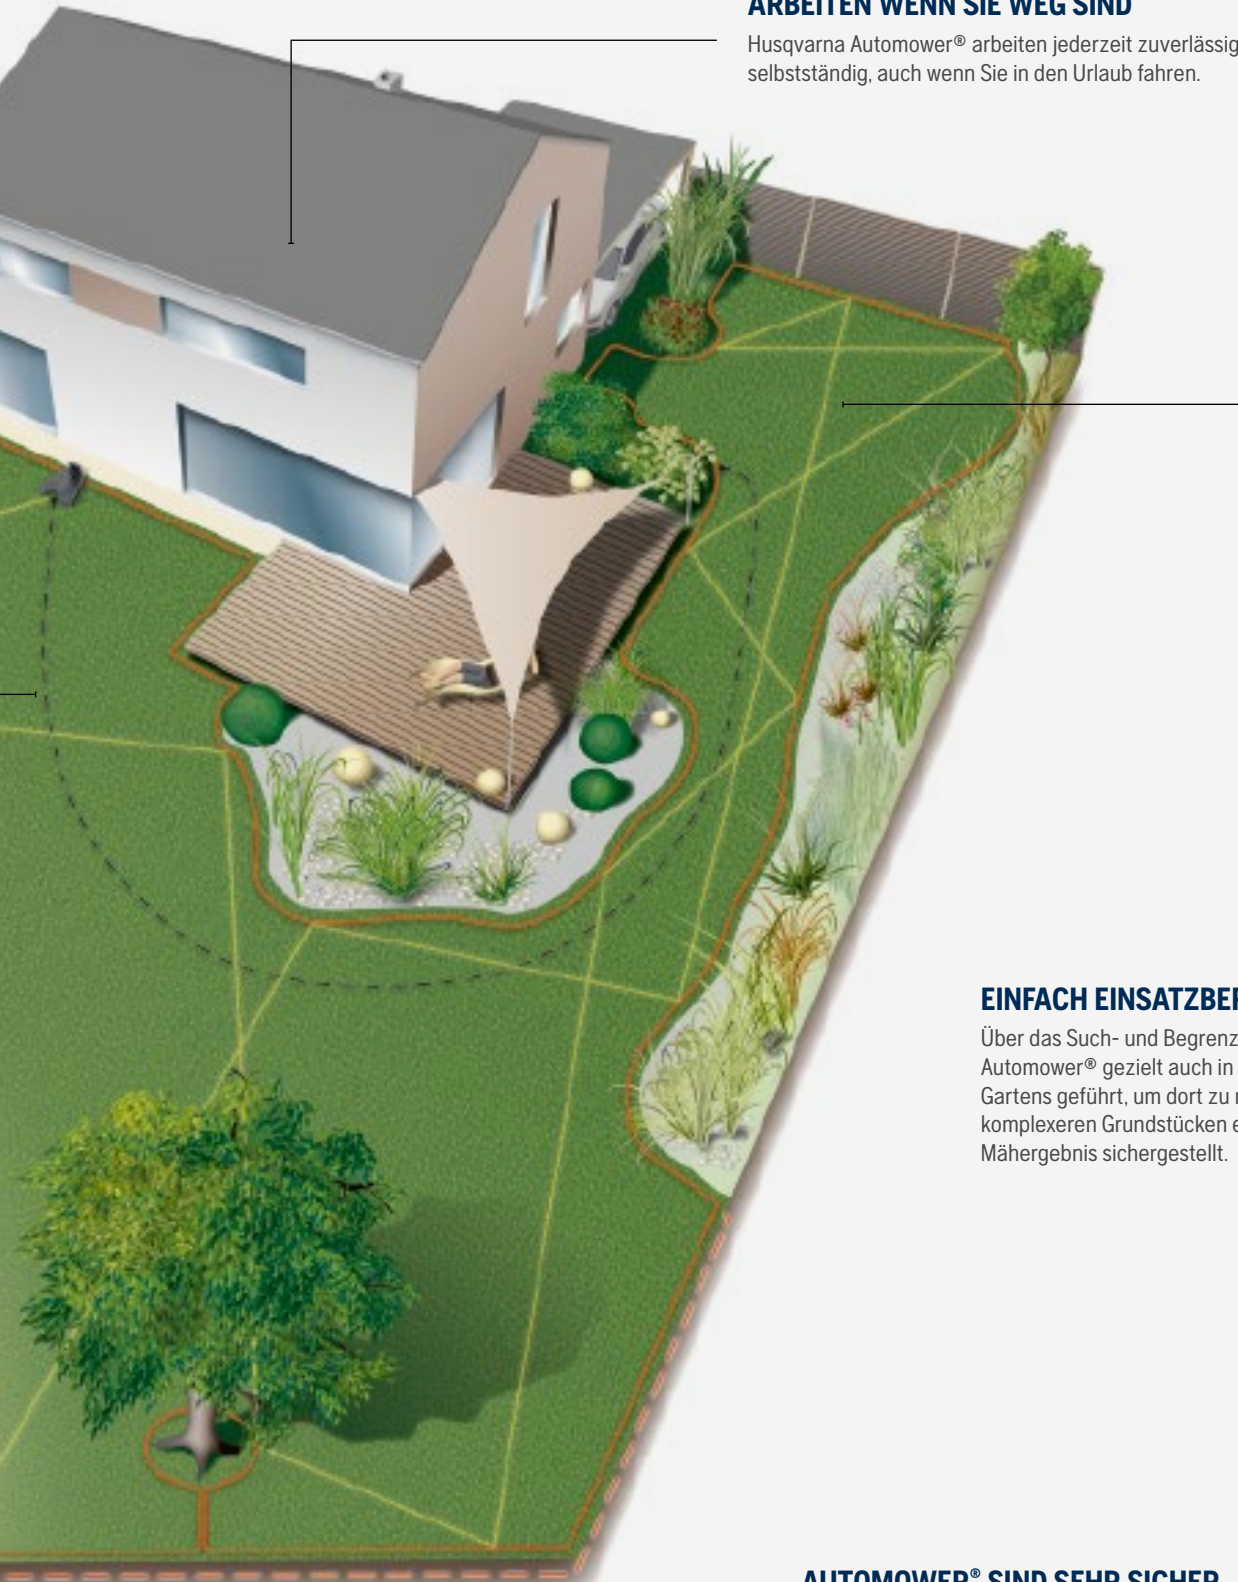 ARBEITEN WENN SIE WEG SIND
Husqvarna Automower® arbeiten jederzeit zuverlässig
selbstständig, auch wenn Sie in den Urlaub fahren.
EINFACH
Über das Such- und
Automower® gezielt auch in
Gartens geführt, um dort zu
komplexeren Grundstücken
Mähergebnis sichergestellt.
AUTOMOWER® SIND SEHR SICHER